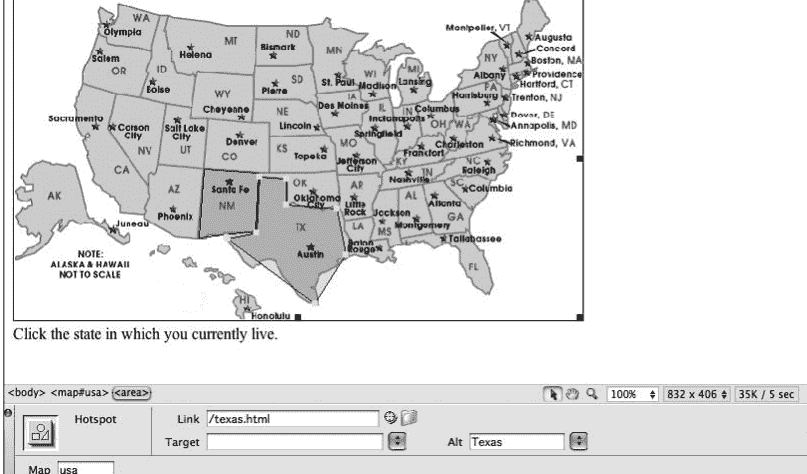 WA
Olympia
Salem
OR
MT
Helena
ID
Boise
ND
Bismark
MN
St. Paul
SD
Pierre
WY
Cheyenne
WI
Madison
MI
Lansing
Montpelier, VT
Augusta
Concord
Boston, MA
Providence
Hartford, CT
NY
Albany
PA
Harrisburg
Trenton, NJ
Dover, DE
Annapolis, MD
Richmond, VA
Sacramento
Carson
City
NV
CA
Salt Lake
City
UT
Denver
CO
NE
Lincoln
IA
Des Moines
IL
Springfield
IN
Indianapolis
Columbus
OH
WA
Charleston
KS
Topeka
MO
Jefferson
City
KY
Frankfort
NC
Raleigh
TN
Nashville
SC
Columbia
AZ
Phoenix
Santa Fe
NM
OK
Oklahoma
City
AR
Little
Rock
Jackson
MS
AL
Montgomery
Atlanta
GA
TX
Austin
LA
Baton
Rouge
Tallahassee
FL
AK
Juneau
NOTE:
ALASKA & HAWAII
NOT TO SCALE
HI
Honolulu
Click the state in which you currently live.
<body> <map#usa> <area>
100% 832 x 406 35K / 5 sec
Hotspot
Link /texas.html
Target
Alt Texas
Map usa